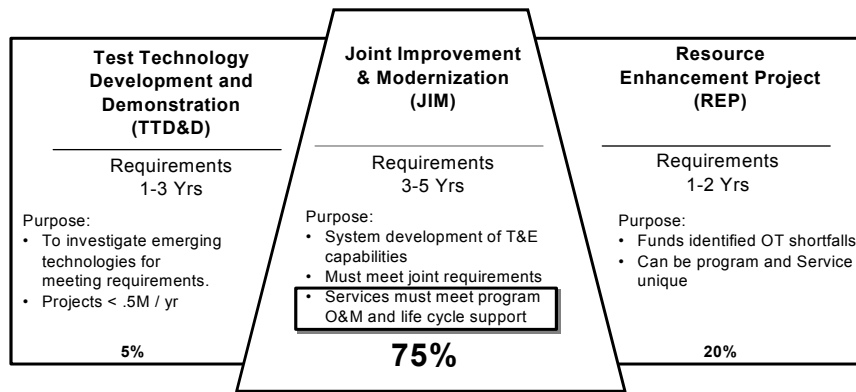 Test Technology
Development and
Demonstration
(TTD&D)
Requirements
1-3 Yrs
Purpose:
• To investigate emerging
technologies for
meeting requirements.
• Projects < .5M / yr
5%
Joint Improvement
& Modernization
(JIM)
Requirements
3-5 Yrs
Purpose:
• System development of T&E
capabilities
• Must meet joint requirements
• Services must meet program
O&M and life cycle support
75%
Resource
Enhancement Project
(REP)
Requirements
1-2 Yrs
Purpose:
• Funds identified OT shortfalls
• Can be program and Service
unique
20%